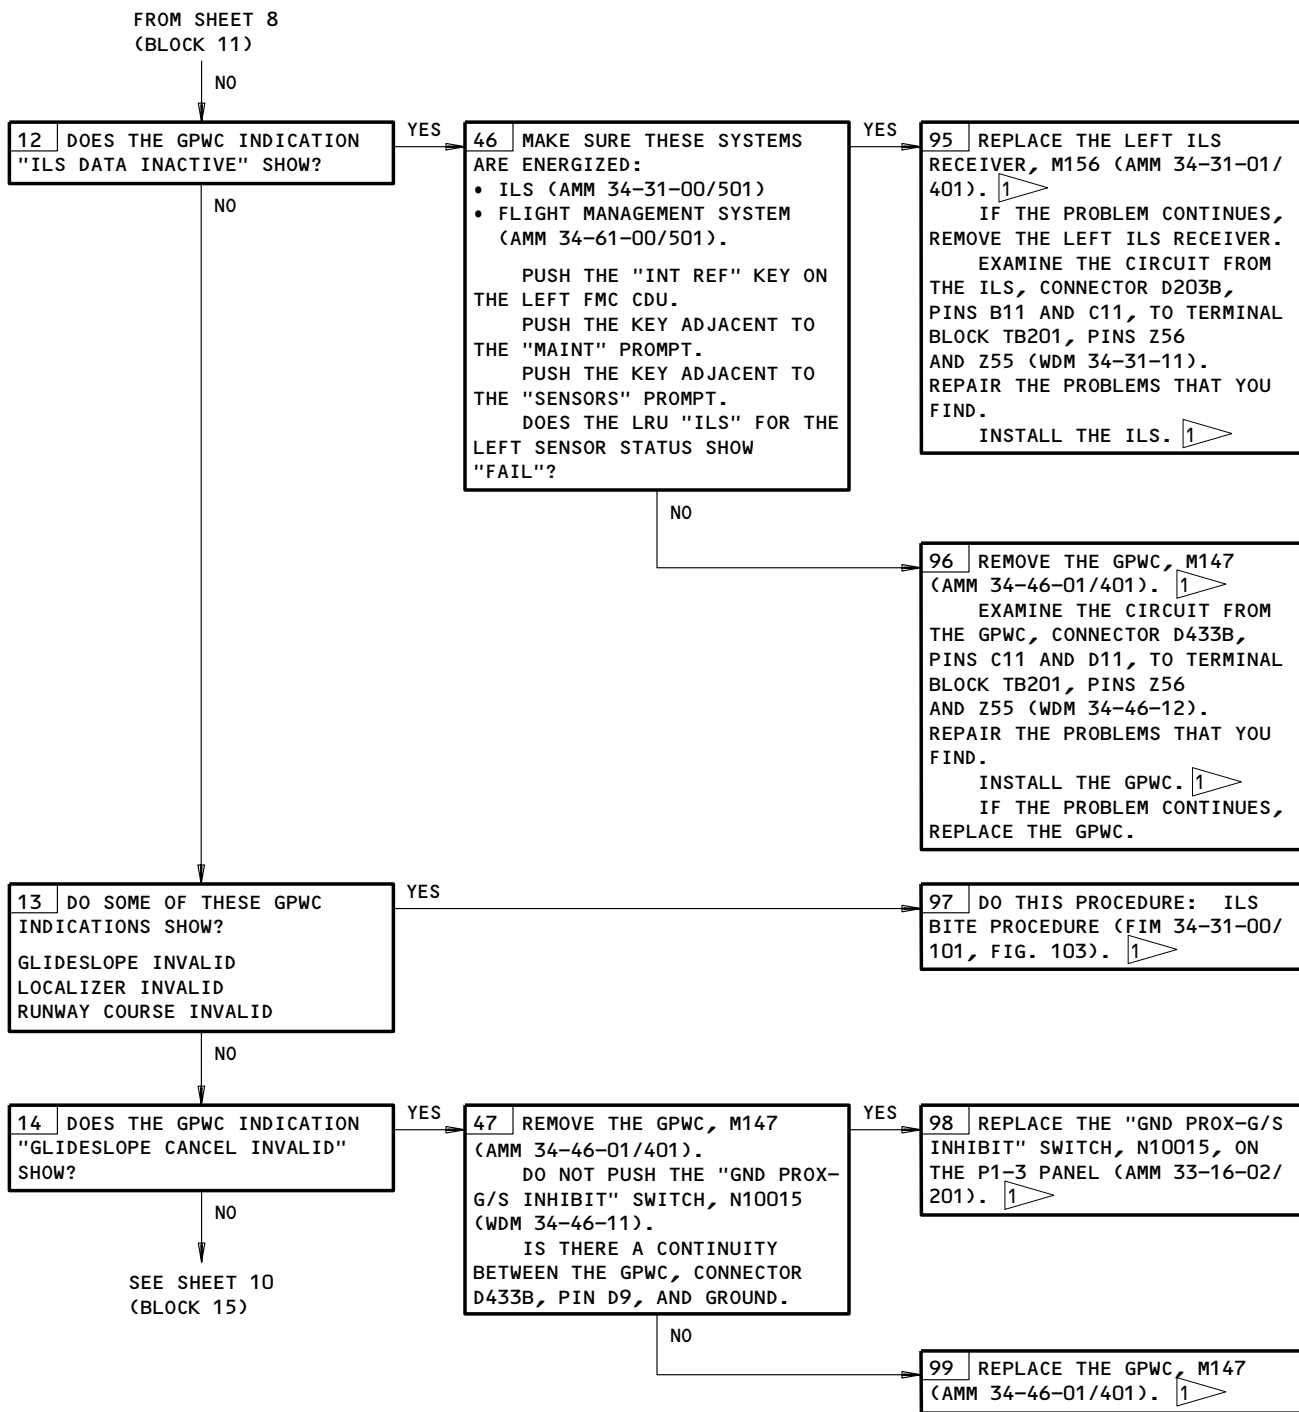 FROM SHEET 8
(BLOCK 11)
NO
12 DOES THE GPWC INDICATION
"ILS DATA INACTIVE" SHOW?
YES
NO
46 MAKE SURE THESE SYSTEMS
ARE ENERGIZED:
• ILS (AMM 34-31-00/501)
• FLIGHT MANAGEMENT SYSTEM
(AMM 34-61-00/501).
PUSH THE "INT REF" KEY ON
THE LEFT FMC CDU.
PUSH THE KEY ADJACENT TO
THE "MAINT" PROMPT.
PUSH THE KEY ADJACENT TO
THE "SENSORS" PROMPT.
DOES THE LRU "ILS" FOR THE
LEFT SENSOR STATUS SHOW
"FAIL"?
YES
NO
95 REPLACE THE LEFT ILS
RECEIVER, M156 (AMM 34-31-01/
401). 1
IF THE PROBLEM CONTINUES,
REMOVE THE LEFT ILS RECEIVER.
EXAMINE THE CIRCUIT FROM
THE ILS, CONNECTOR D203B,
PINS B11 AND C11, TO TERMINAL
BLOCK TB201, PINS Z56
AND Z55 (WDM 34-31-11).
REPAIR THE PROBLEMS THAT YOU
FIND.
INSTALL THE ILS. 1
96 REMOVE THE GPWC, M147
(AMM 34-46-01/401). 1
EXAMINE THE CIRCUIT FROM
THE GPWC, CONNECTOR D433B,
PINS C11 AND D11, TO TERMINAL
BLOCK TB201, PINS Z56
AND Z55 (WDM 34-46-12).
REPAIR THE PROBLEMS THAT YOU
FIND.
INSTALL THE GPWC. 1
IF THE PROBLEM CONTINUES,
REPLACE THE GPWC.
13 DO SOME OF THESE GPWC
INDICATIONS SHOW?
GLIDESLOPE INVALID
LOCALIZER INVALID
RUNWAY COURSE INVALID
YES
NO
97 DO THIS PROCEDURE: ILS
BITE PROCEDURE (FIM 34-31-00/
101, FIG. 103). 1
14 DOES THE GPWC INDICATION
"GLIDESLOPE CANCEL INVALID"
SHOW?
YES
NO
SEE SHEET 10
(BLOCK 15)
47 REMOVE THE GPWC, M147
(AMM 34-46-01/401).
DO NOT PUSH THE "GND PROX-
G/S INHIBIT" SWITCH, N10015
(WDM 34-46-11).
IS THERE A CONTINUITY
BETWEEN THE GPWC, CONNECTOR
D433B, PIN D9, AND GROUND.
YES
NO
98 REPLACE THE "GND PROX-G/S
INHIBIT" SWITCH, N10015, ON
THE P1-3 PANEL (AMM 33-16-02/
201). 1
99 REPLACE THE GPWC, M147
(AMM 34-46-01/401). 1